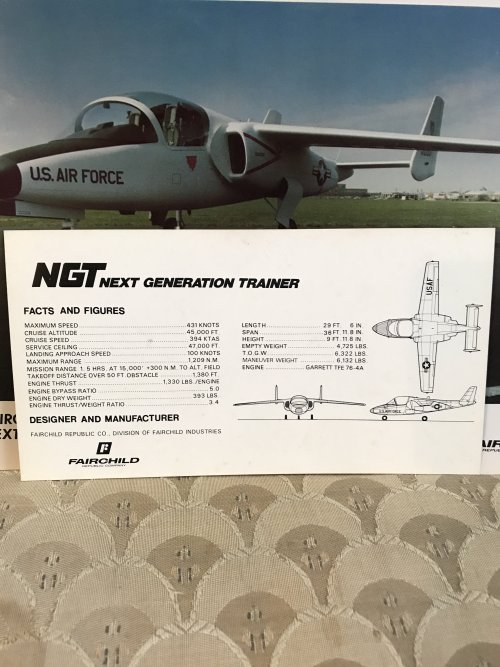 U.S. AIR FORCE
NGT NEXT GENERATION TRAINER
FACTS AND FIGURES
MAXIMUM SPEED 431 KNOTS
CRUISE ALTITUDE 45,000 FT.
CRUISE SPEED 394 KTAS
SERVICE CEILING 47,000 FT.
LANDING APPROACH SPEED 100 KNOTS
MAXIMUM RANGE 1,209 N.M.
MISSION RANGE 1.5 HRS. AT 15,000' +300 N.M. TO ALT. FIELD
TAKEOFF DISTANCE OVER 50 FT. OBSTACLE 1,380 FT.
ENGINE THRUST 1,330 LBS./ENGINE
ENGINE BYPASS RATIO 5.0
ENGINE DRY WEIGHT 393 LBS.
ENGINE THRUST/WEIGHT RATIO 3.4
LENGTH 29 FT 6 IN.
SPAN 36 FT. 11.8 IN.
HEIGHT 9 FT. 11.8 IN.
EMPTY WEIGHT 4,725 LBS.
T.O.G.W. 6,322 LBS.
MANEUVER WEIGHT 6,132 LBS.
ENGINE GARRETT TFE 76-4A
USAF
U.S. AIR FORCE
DESIGNER AND MANUFACTURER
FAIRCHILD REPUBLIC CO., DIVISION OF FAIRCHILD INDUSTRIES
FAIRCHILD
REPUBLIC COMPANY